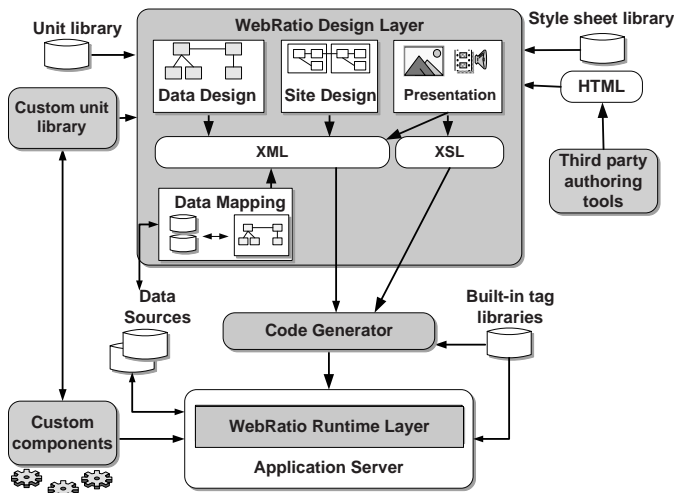 WebRatio Design Layer
Unit library
Style sheet library
Data Design
Site Design
Presentation
HTML
Custom unit
library
XML
XSL
Third party
authoring
tools
Data Mapping
Data
Sources
Code Generator
Built-in tag
libraries
Custom
components
WebRatio Runtime Layer
Application Server